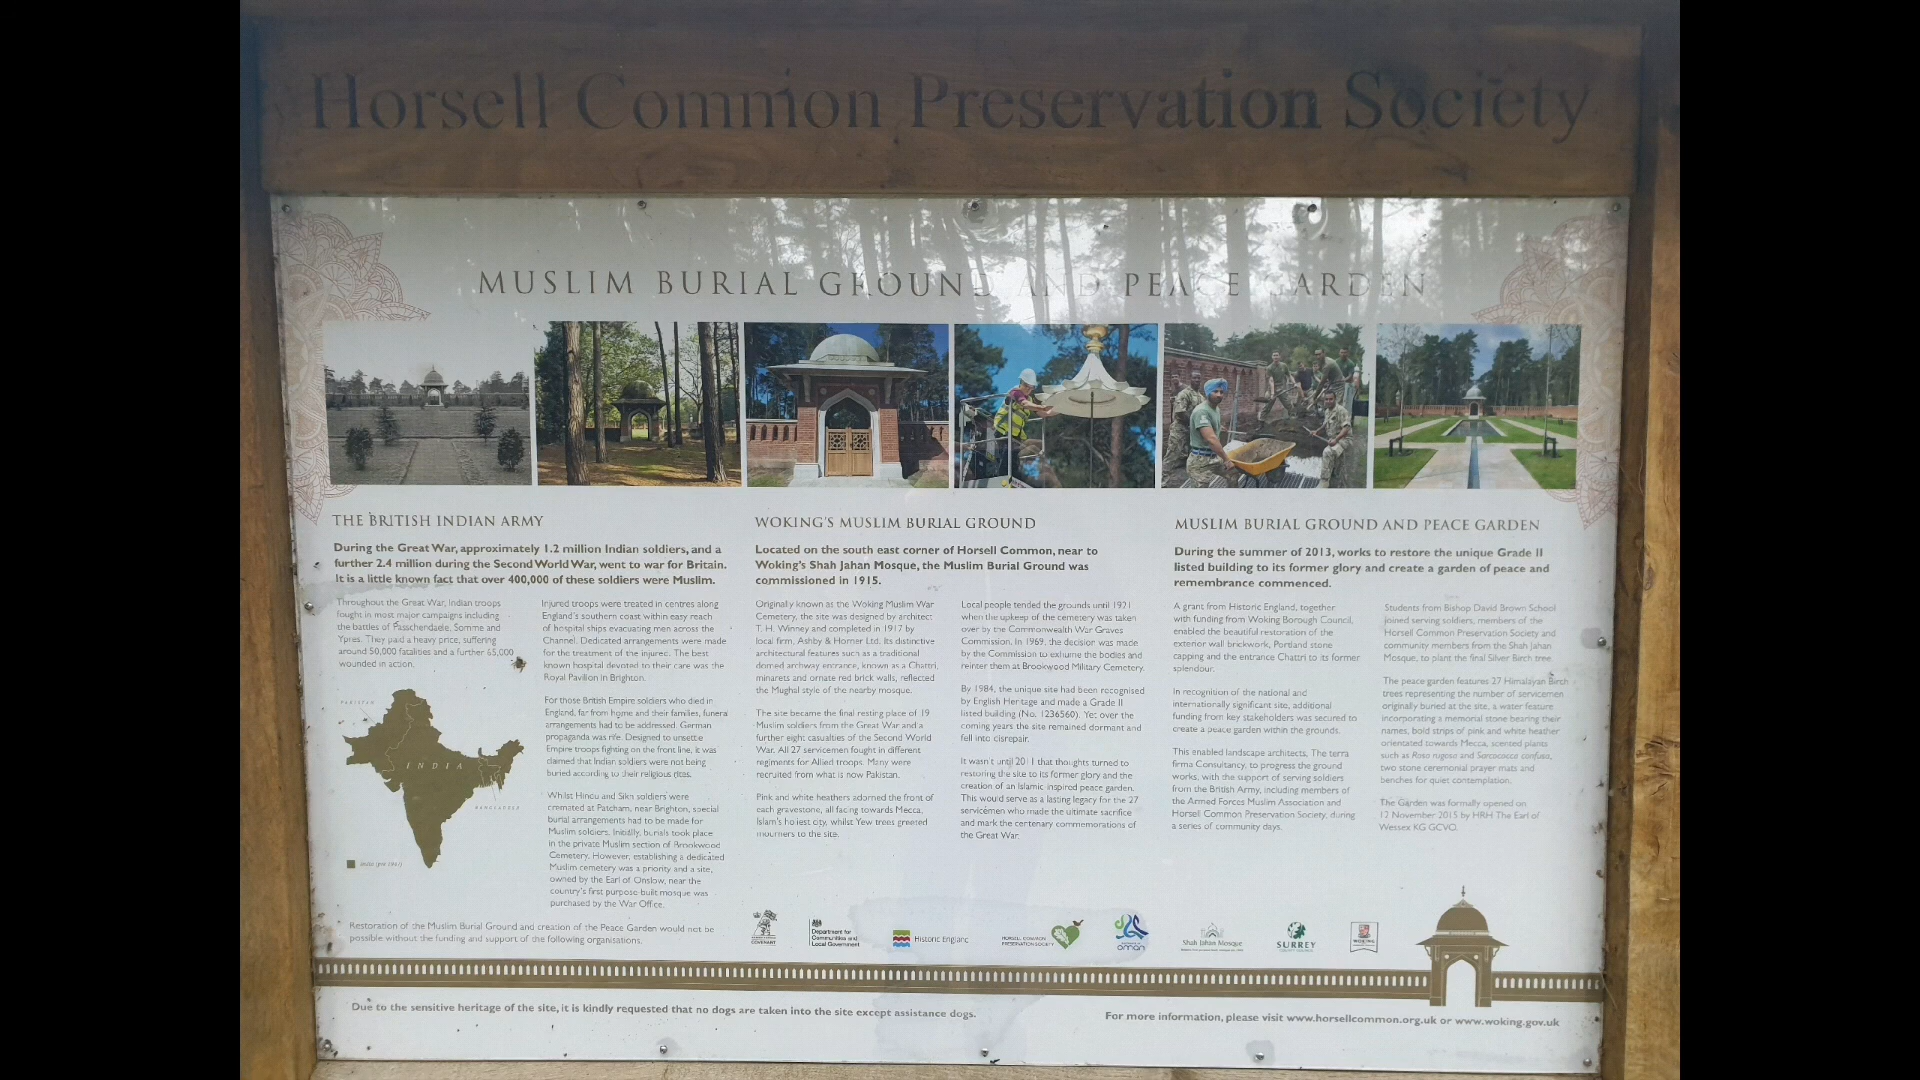 Horsell Common Preservation Society
MUSLIM BURIAL GROUND AND PEACE GARDEN
THE BRITISH INDIAN ARMY
During the Great War, approximately 1.2 million Indian soldiers, and a
further 2.4 million during the Second World War, went to war for Britain.
It is a little known fact that over 400,000 of these soldiers were Muslim.
Throughout the Great War, Indian troops
fought in most major campaigns including
the battles of Passchendaele, Somme and
Ypres. They paid a heavy price, suffering
around 50,000 fatalities and a further 65,000
wounded in action.
PAKISTAN
INDIA
BANGLADESH
India (pre 1947)
Injured troops were treated in centres along
England's southern coast within easy reach
of hospital ships evacuating men across the
Channel. Dedicated arrangements were made
for the treatment of the injured. The best
known hospital devoted to their care was the
Royal Pavilion in Brighton.
For those British Empire soldiers who died in
England, far from home and their families, funeral
arrangements had to be addressed. German
propaganda was rife. Designed to unsettle
Empire troops fighting on the front line, it was
claimed that Indian soldiers were not being
buried according to their religious rites.
Whilst Hindu and Sikh soldiers were
cremated at Patcham, near Brighton, special
burial arrangements had to be made for
Muslim soldiers. Initially, burials took place
in the private Muslim section of Brookwood
Cemetery. However, establishing a dedicated
Muslim cemetery was a priority and a site,
owned by the Earl of Onslow, near the
country's first purpose built mosque was
purchased by the War Office.
WOKING'S MUSLIM BURIAL GROUND
Located on the south east corner of Horsell Common, near to
Woking's Shah Jahan Mosque, the Muslim Burial Ground was
commissioned in 1915.
Originally known as the Woking Muslim War
Cemetery, the site was designed by architect
T. H. Winney and completed in 1917 by
local firm, Ashby & Horner Ltd. Its distinctive
architectural features such as a traditional
domed archway entrance, known as a Chattri,
minarets and ornate red brick walls, reflected
the Mughal style of the nearby mosque.
The site became the final resting place of 19
Muslim soldiers from the Great War and a
further eight casualties of the Second World
War. All 27 servicemen fought in different
regiments for Allied troops. Many were
recruited from what is now Pakistan.
Pink and white heathers adorned the front of
each gravestone, all facing towards Mecca,
Islam's holiest city, whilst Yew trees greeted
mourners to the site.
Local people tended the grounds until 1921
when the upkeep of the cemetery was taken
over by the Commonwealth War Graves
Commission. In 1969, the decision was made
by the Commission to exhume the bodies and
reinter them at Brookwood Military Cemetery.
By 1984, the unique site had been recognised
by English Heritage and made a Grade II
listed building (No. 1236560). Yet over the
coming years the site remained dormant and
fell into disrepair.
It wasn't until 2011 that thoughts turned to
restoring the site to its former glory and the
creation of an Islamic inspired peace garden.
This would serve as a lasting legacy for the 27
servicemen who made the ultimate sacrifice
and mark the centenary commemorations of
the Great War.
MUSLIM BURIAL GROUND AND PEACE GARDEN
During the summer of 2013, works to restore the unique Grade II
listed building to its former glory and create a garden of peace and
remembrance commenced.
A grant from Historic England, together
with funding from Woking Borough Council,
enabled the beautiful restoration of the
exterior wall brickwork, Portland stone
capping and the entrance Chattri to its former
splendour.
In recognition of the national and
internationally significant site, additional
funding from key stakeholders was secured to
create a peace garden within the grounds.
This enabled landscape architects, The terra
firma Consultancy, to progress the ground
works, with the support of serving soldiers
from the British Army, including members of
the Armed Forces Muslim Association and
Horsell Common Preservation Society, during
a series of community days.
Students from Bishop David Brown School
joined serving soldiers, members of the
Horsell Common Preservation Society and
community members from the Shah Jahan
Mosque, to plant the final Silver Birch tree.
The peace garden features 27 Himalayan Birch
trees representing the number of servicemen
originally buried at the site, a water feature
incorporating a memorial stone bearing their
names, bold strips of pink and white heather
orientated towards Mecca, scented plants
such as Rosa rugosa and Sarcococca confusa,
two stone ceremonial prayer mats and
benches for quiet contemplation.
The Garden was formally opened on
12 November 2015 by HRH The Earl of
Wessex KG GCVO.
Restoration of the Muslim Burial Ground and creation of the Peace Garden would not be
possible without the funding and support of the following organisations.
COVENANT
Department for
Communities and
Local Government
Historic England
HORSELL COMMON
PRESERVATION SOCIETY
oman
Shah Jahan Mosque
SURREY
WOKING
Due to the sensitive heritage of the site, it is kindly requested that no dogs are taken into the site except assistance dogs.
For more information, please visit www.horsellcommon.org.uk or www.woking.gov.uk